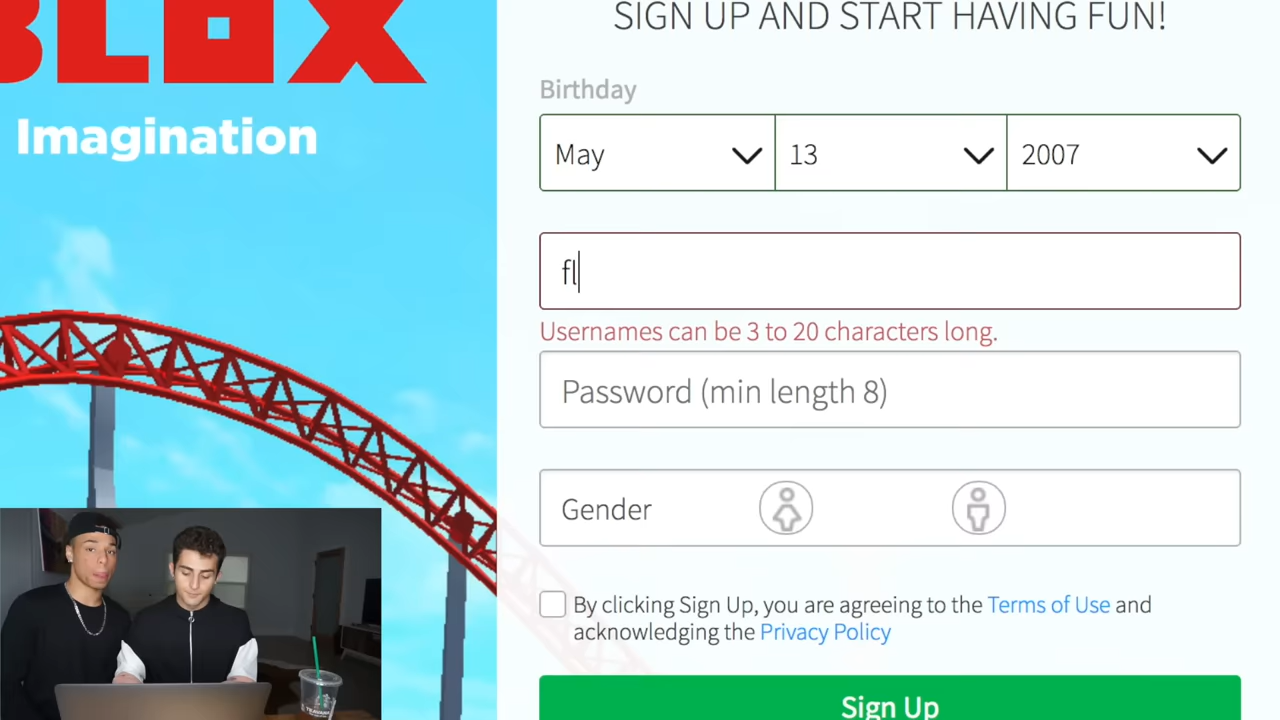 BLOX
Imagination
SIGN UP AND START HAVING FUN!
Birthday
May 13 2007
fl
Usernames can be 3 to 20 characters long.
Password (min length 8)
Gender
By clicking Sign Up, you are agreeing to the Terms of Use and
acknowledging the Privacy Policy
Sign Up